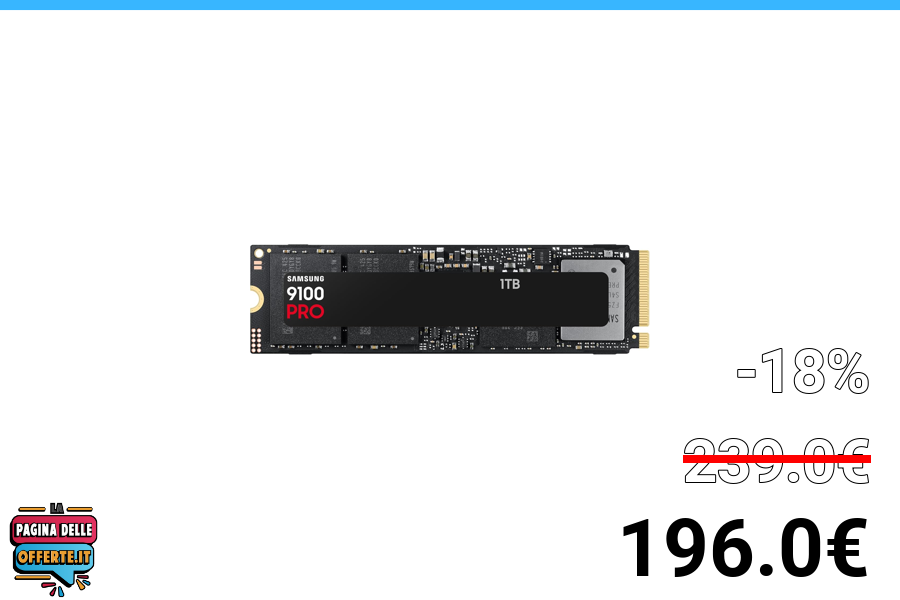 SAMSUNG
9100
PRO
1TB
-18%
239.0€
196.0€
LA
PAGINA DELLE
OFFERTE.IT